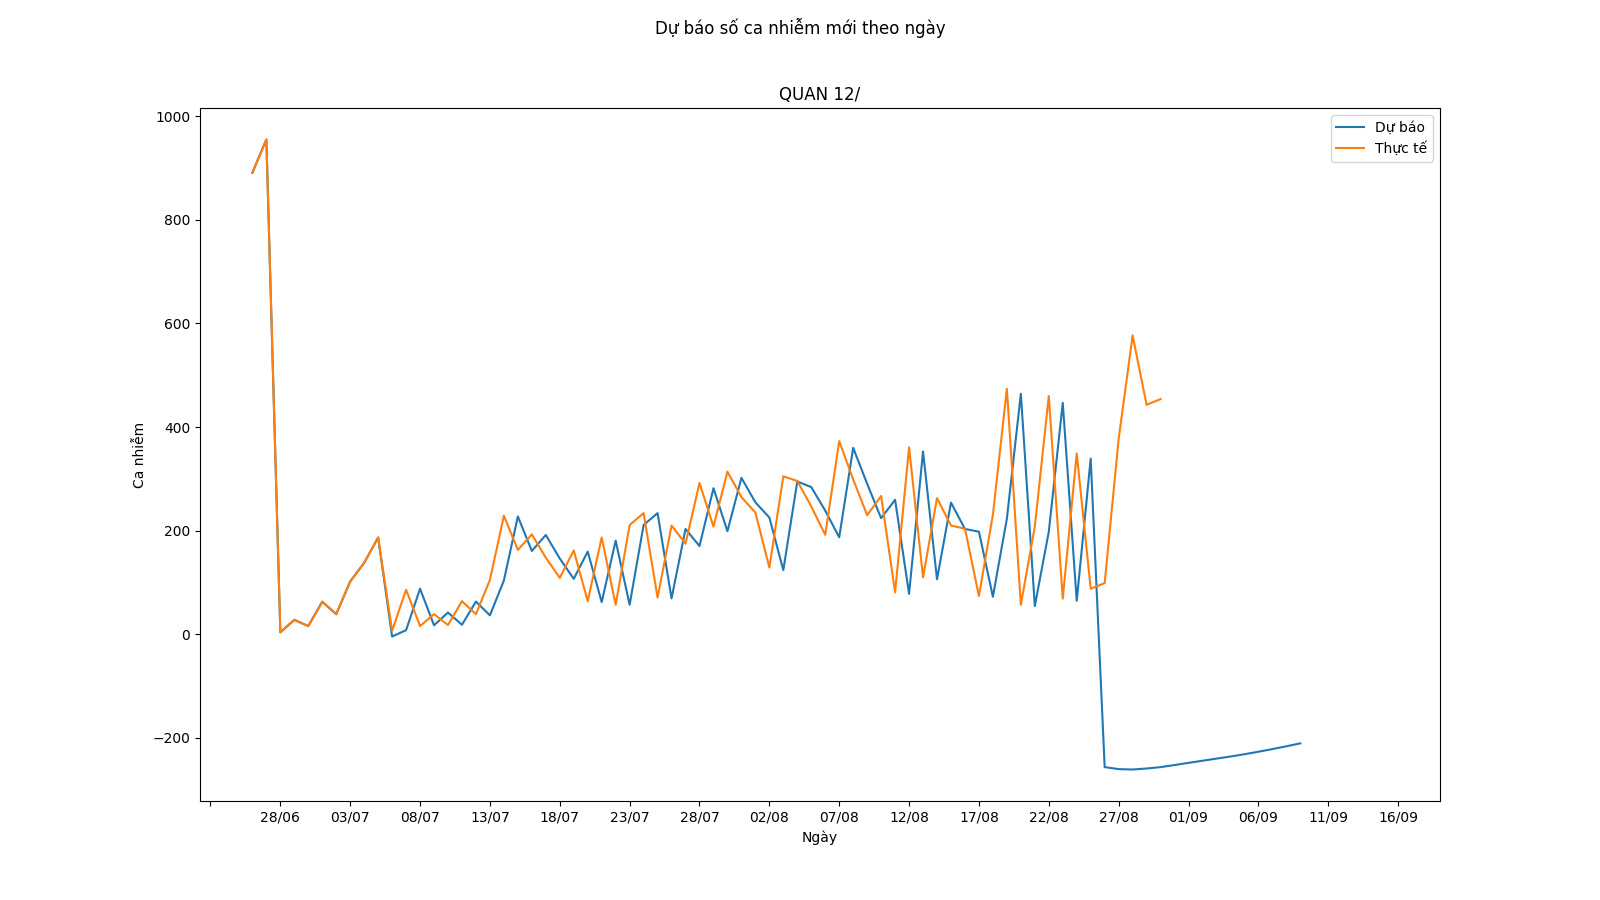 Dự báo số ca nhiễm mới theo ngày
QUAN 12/
Dự báo
Thực tế
1000
800
600
400
200
0
−200
Ca nhiễm
28/06 03/07 08/07 13/07 18/07 23/07 28/07 02/08 07/08 12/08 17/08 22/08 27/08 01/09 06/09 11/09 16/09
Ngày